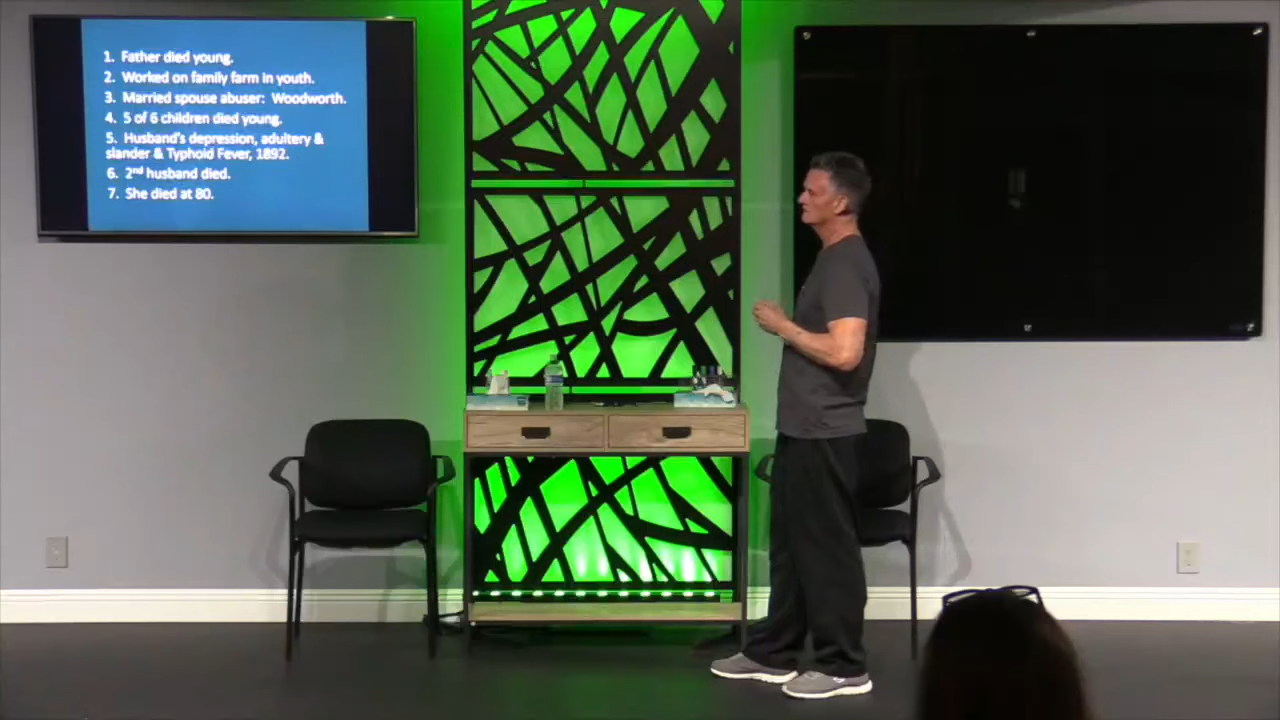 1. Father died young.
2. Worked on family farm in youth.
3. Married spouse abuser: Woodworth.
4. 5 of 6 children died young.
5. Husband's depression, adultery &
slander & Typhoid Fever, 1892.
6. 2nd husband died.
7. She died at 80.